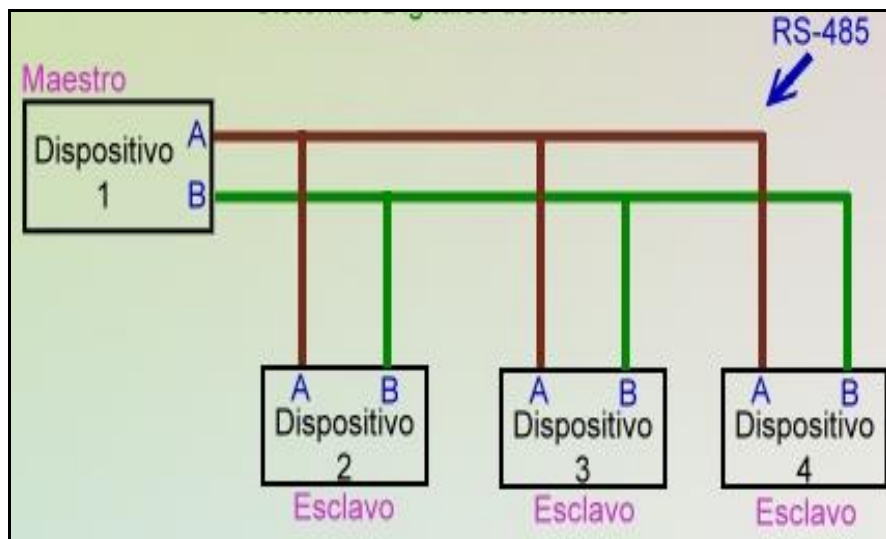 RS-485
Maestro
Dispositivo
1
A
B
A B
Dispositivo
2
Esclavo
A B
Dispositivo
3
Esclavo
A B
Dispositivo
4
Esclavo